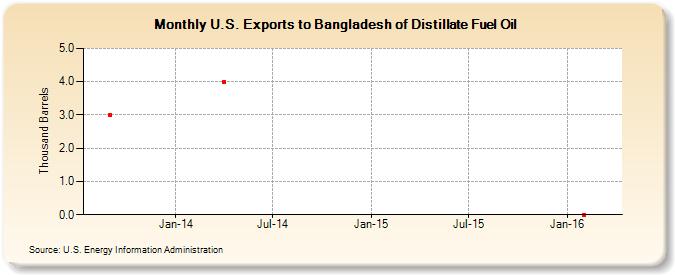 Monthly U.S. Exports to Bangladesh of Distillate Fuel Oil
Thousand Barrels
5.0
4.0
3.0
2.0
1.0
0.0
Jan-14 Jul-14 Jan-15 Jul-15 Jan-16
Source: U.S. Energy Information Administration